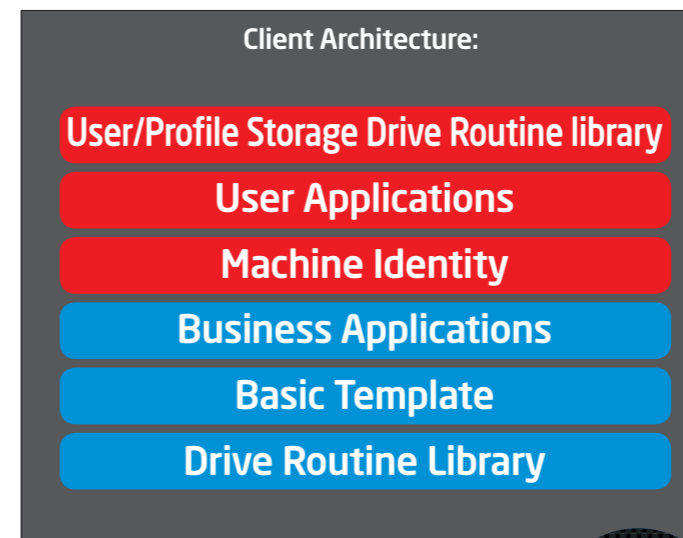 Client Architecture:
User/Profile Storage Drive Routine library
User Applications
Machine Identity
Business Applications
Basic Template
Drive Routine Library